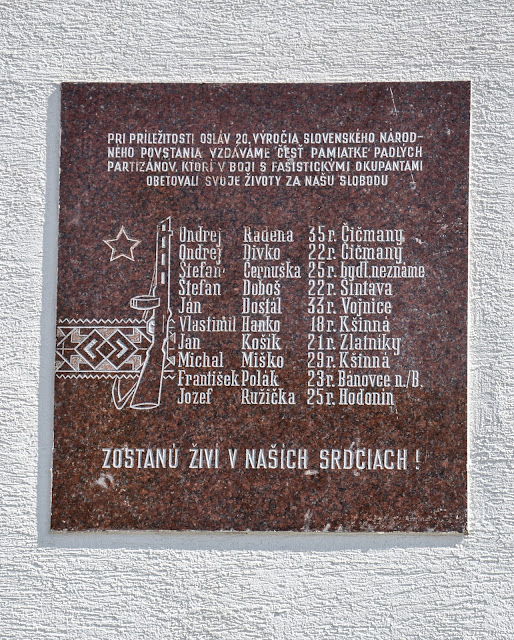 PRI PRÍLEŽITOSTI OSLÁV 20. VÝROČIA SLOVENSKÉHO NÁROD-
NÉHO POVSTANIA VZDÁVAME ČESŤ PAMIATKE PADLÝCH
PARTIZÁNOV, KTORÍ V BOJI S FAŠISTICKÝMI OKUPANTAMI
OBETOVALI SVOJE ŽIVOTY ZA NAŠU SLOBODU
Ondrej Raděna 35 r. Čičmany
Ondrej Divko 22 r. Čičmany
Štefan Černuška 25 r. bydl. neznáme
Štefan Doboš 22 r. Šintava
Ján Dostál 33 r. Vojnice
Vlastimil Hanko 18 r. Kšinná
Ján Košík 21 r. Zlatníky
Michal Miško 29 r. Kšinná
František Polák 23 r. Bánovce n./B.
Jozef Ružička 25 r. Hodonín
ZOSTANÚ ŽIVÍ V NAŠICH SRDCIACH !